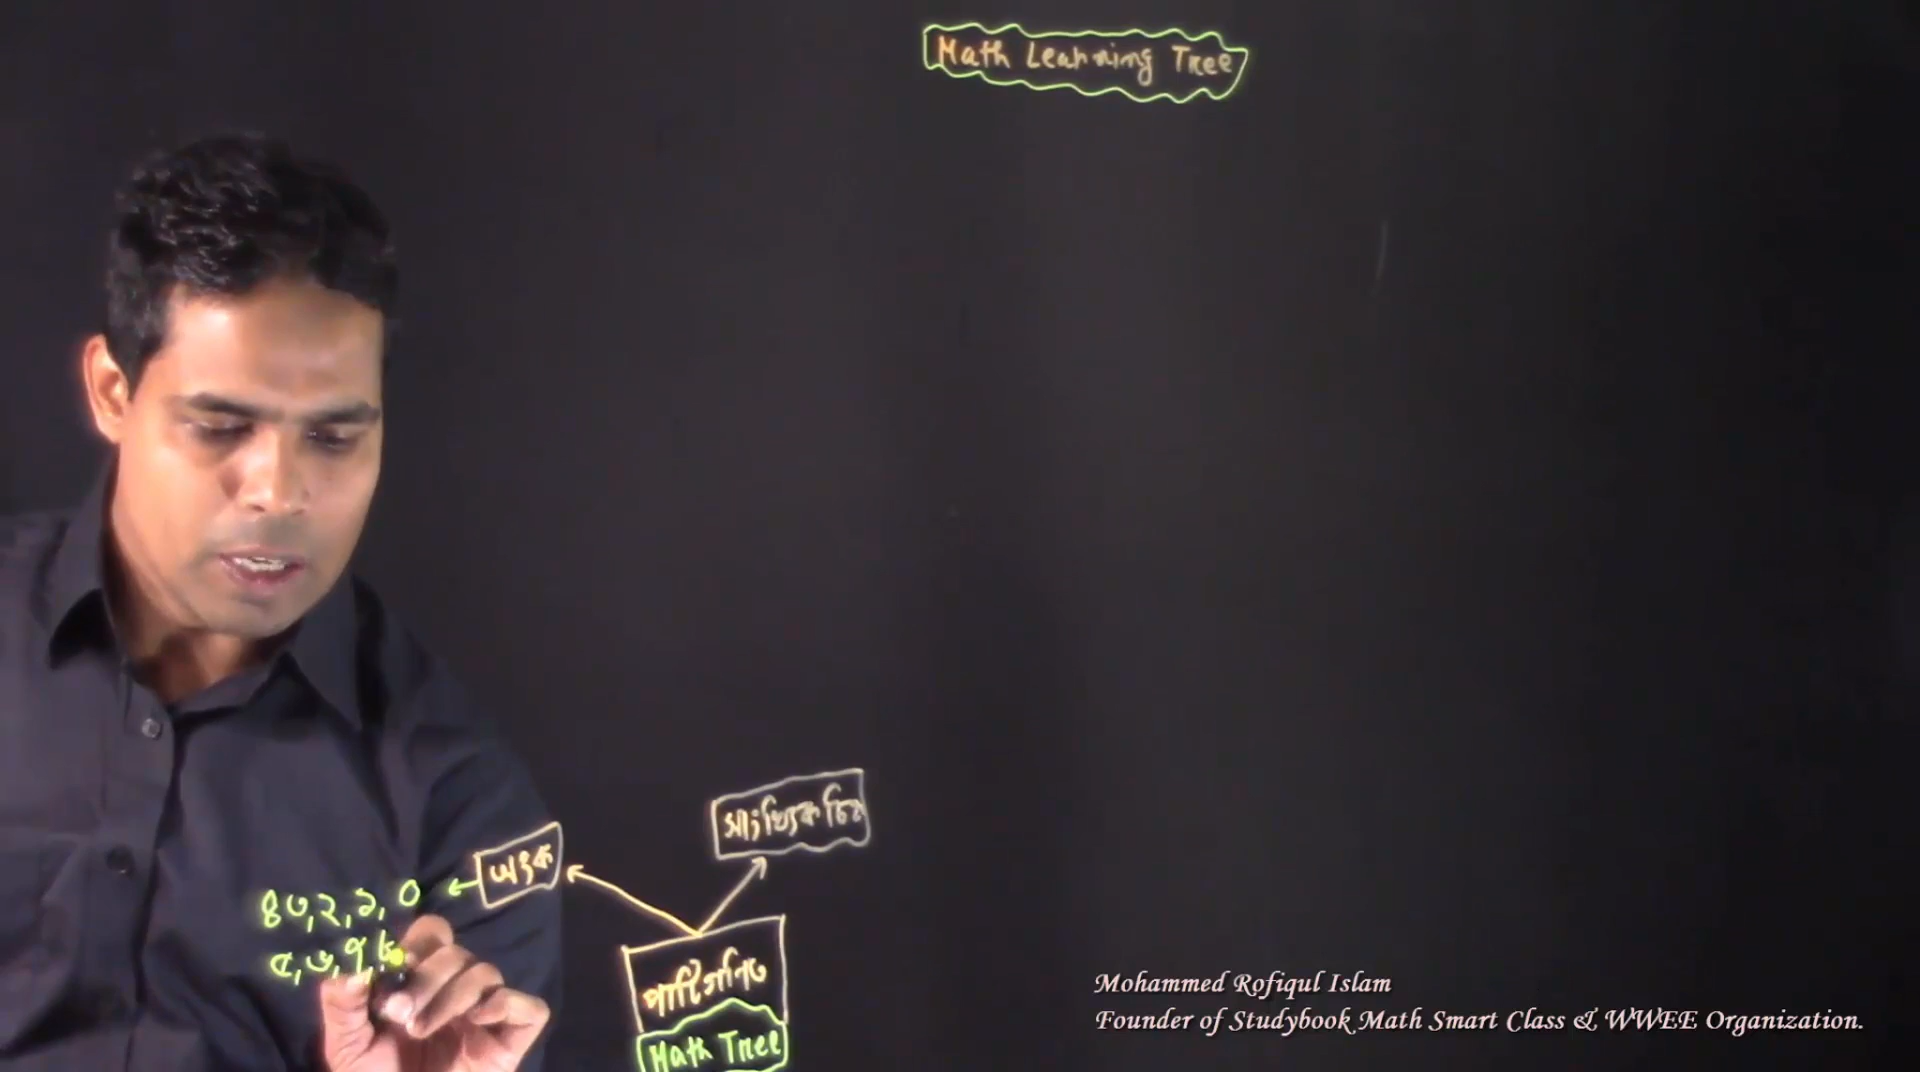 Math Learning Tree
সাংখ্যিক চিহ্ন
অংক
৪ ৩, ২, ১, ০
৫, ৬, ৭, ৮
পাটিগণিত
Math Tree
Mohammed Rofiqul Islam
Founder of Studybook Math Smart Class & WWEE Organization.